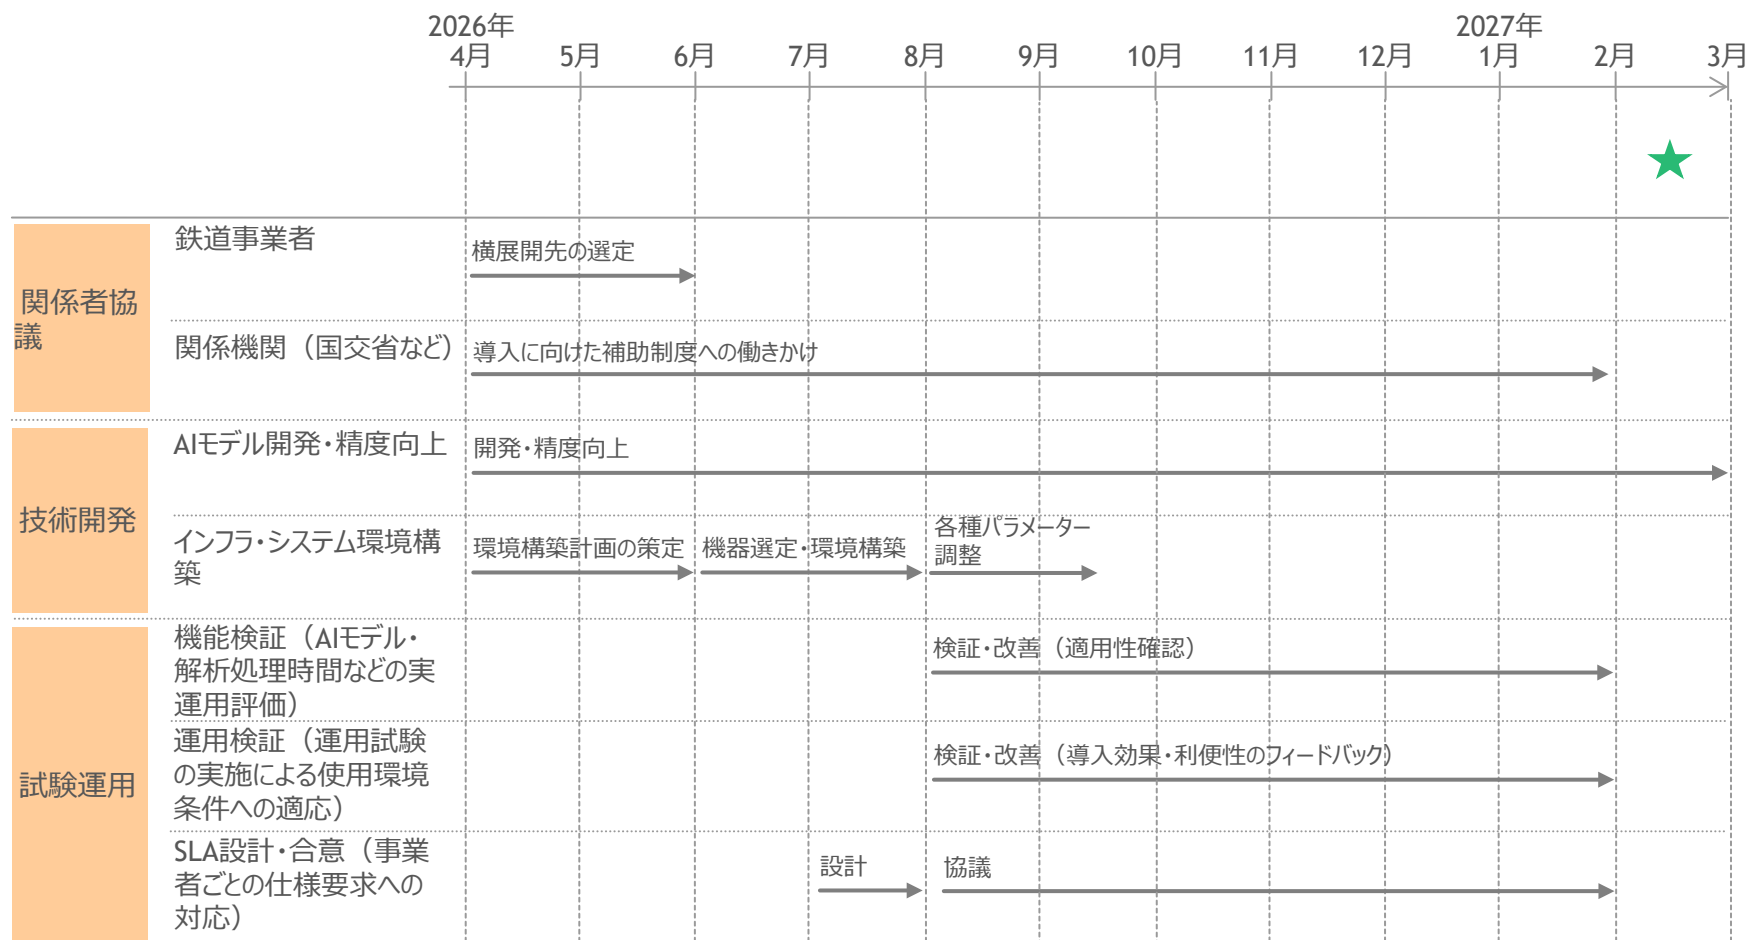 2026年
2027年
4月
5月
6月
7月
8月
9月
10月
11月
12月
1月
2月
3月
関係者協
議
鉄道事業者
横展開先の選定
関係機関（国交省など）
導入に向けた補助制度への働きかけ
技術開発
AIモデル開発・精度向上
開発・精度向上
インフラ・システム環境構
築
環境構築計画の策定
機器選定・環境構築
各種パラメーター
調整
試験運用
機能検証（AIモデル・
解析処理時間などの実
運用評価）
検証・改善（適用性確認）
運用検証（運用試験
の実施による使用環境
条件への適応）
検証・改善（導入効果・利便性のフィードバック）
SLA設計・合意（事業
者ごとの仕様要求への
対応）
設計
協議